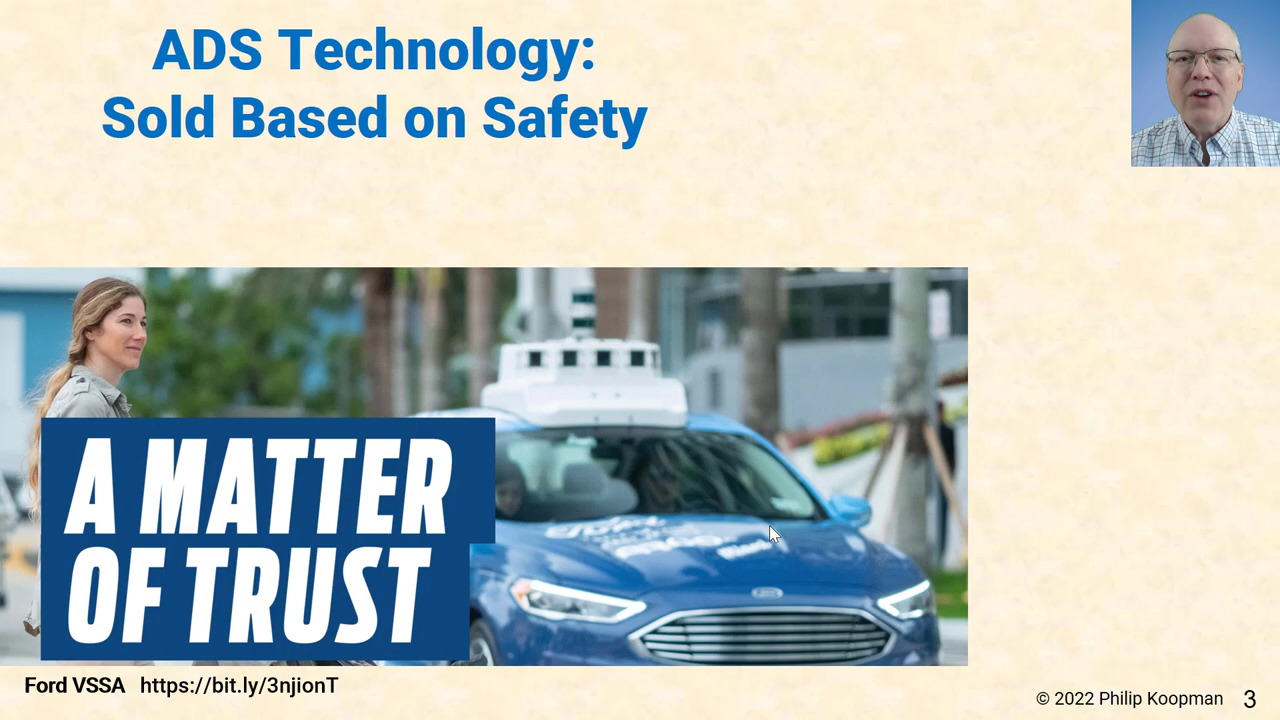 ADS Technology:
Sold Based on Safety
A MATTER
OF TRUST
Ford VSSA https://bit.ly/3njionT
© 2022 Philip Koopman 3